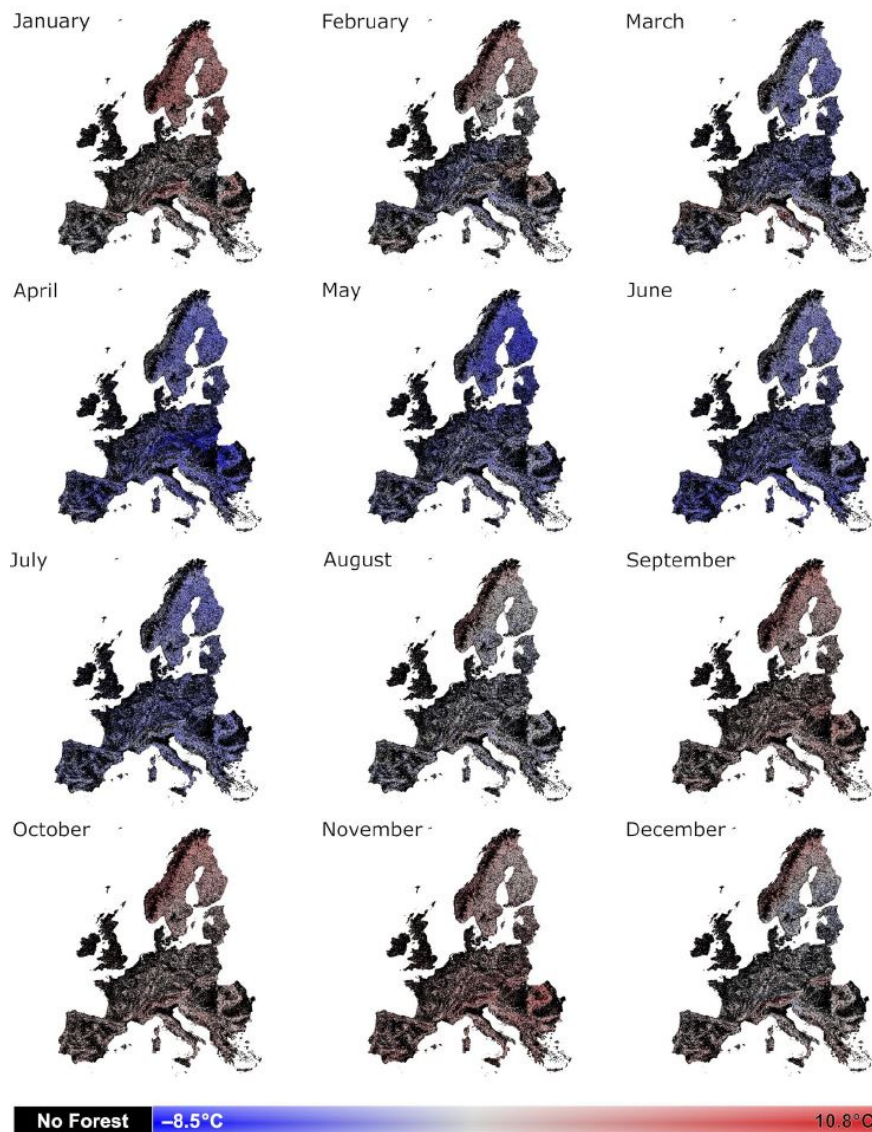 January February March
April May June
July August September
October November December
No Forest –8.5°C 10.8°C